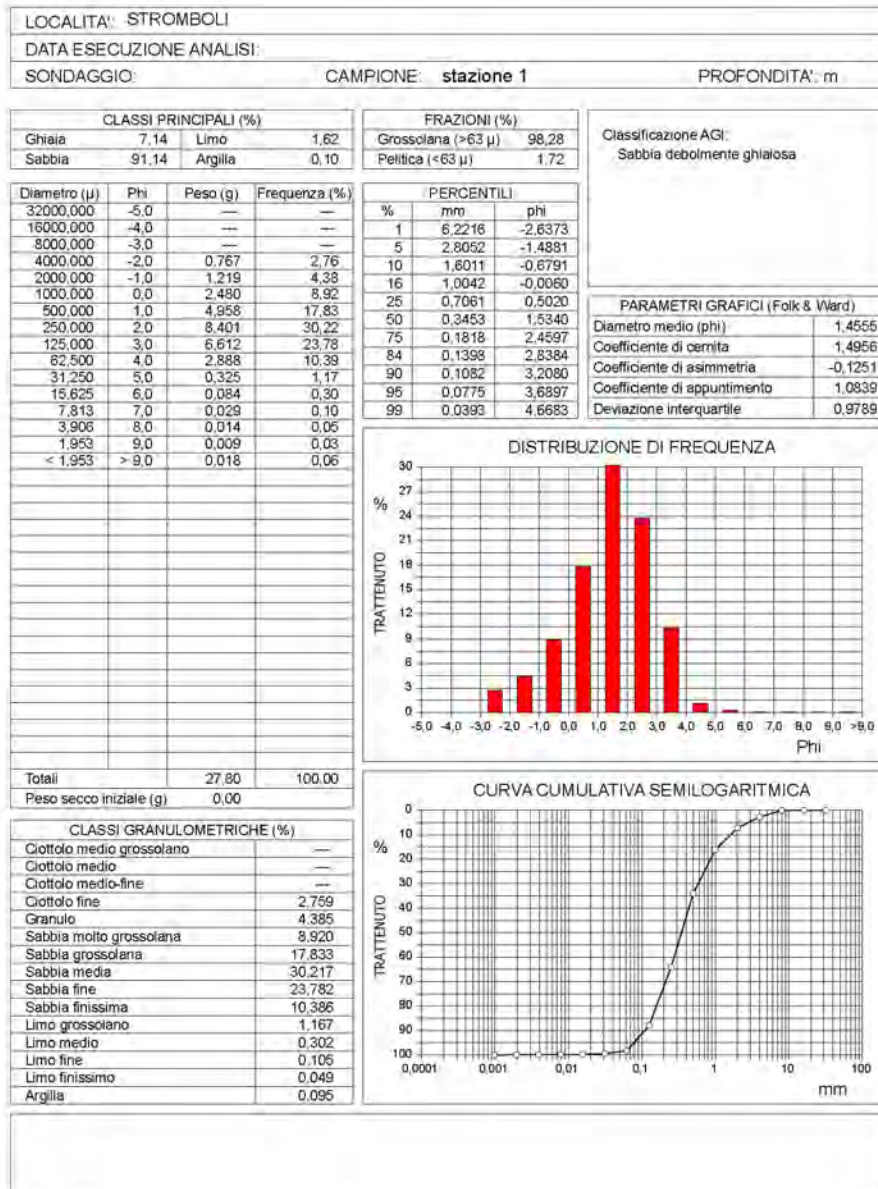 LOCALITA': STROMBOLI
DATA ESECUZIONE ANALISI:
SONDAGGIO: CAMPIONE: stazione 1 PROFONDITA': m
CLASSI PRINCIPALI (%)
Ghiaia 7,14 Limo 1,62
Sabbia 91,14 Argilla 0,10
FRAZIONI (%)
Grossolana (>63 µ) 98,28
Pelitica (<63 µ) 1,72
Classificazione AGI:
Sabbia debolmente ghiaiosa
Diametro (µ) Phi Peso (g) Frequenza (%)
32000,000 -5,0 --- ---
16000,000 -4,0 --- ---
8000,000 -3,0 --- ---
4000,000 -2,0 0,767 2,76
2000,000 -1,0 1,219 4,38
1000,000 0,0 2,480 8,92
500,000 1,0 4,958 17,83
250,000 2,0 8,401 30,22
125,000 3,0 6,612 23,78
62,500 4,0 2,888 10,39
31,250 5,0 0,325 1,17
15,625 6,0 0,084 0,30
7,813 7,0 0,029 0,10
3,906 8,0 0,014 0,05
1,953 9,0 0,009 0,03
< 1,953 > 9,0 0,018 0,06
Totali 27,80 100,00
Peso secco iniziale (g) 0,00
PERCENTILI
% mm phi
1 6,2216 -2,6373
5 2,8052 -1,4881
10 1,6011 -0,6791
16 1,0042 -0,0060
25 0,7061 0,5020
50 0,3453 1,5340
75 0,1818 2,4597
84 0,1398 2,8384
90 0,1082 3,2080
95 0,0775 3,6897
99 0,0393 4,6683
PARAMETRI GRAFICI (Folk & Ward)
Diametro medio (phi) 1,4555
Coefficiente di cernita 1,4956
Coefficiente di asimmetria -0,1251
Coefficiente di appuntimento 1,0839
Deviazione interquartile 0,9789
DISTRIBUZIONE DI FREQUENZA
%
TRATTENUTO
30
27
24
21
18
15
12
9
6
3
0
-5,0 -4,0 -3,0 -2,0 -1,0 0,0 1,0 2,0 3,0 4,0 5,0 6,0 7,0 8,0 9,0 >9,0
Phi
CLASSI GRANULOMETRICHE (%)
Ciottolo medio grossolano ---
Ciottolo medio ---
Ciottolo medio-fine ---
Ciottolo fine 2,759
Granulo 4,385
Sabbia molto grossolana 8,920
Sabbia grossolana 17,833
Sabbia media 30,217
Sabbia fine 23,782
Sabbia finissima 10,386
Limo grossolano 1,167
Limo medio 0,302
Limo fine 0,105
Limo finissimo 0,049
Argilla 0,095
CURVA CUMULATIVA SEMILOGARITMICA
%
TRATTENUTO
0
10
20
30
40
50
60
70
80
90
100
0,0001 0,001 0,01 0,1 1 10 100
mm